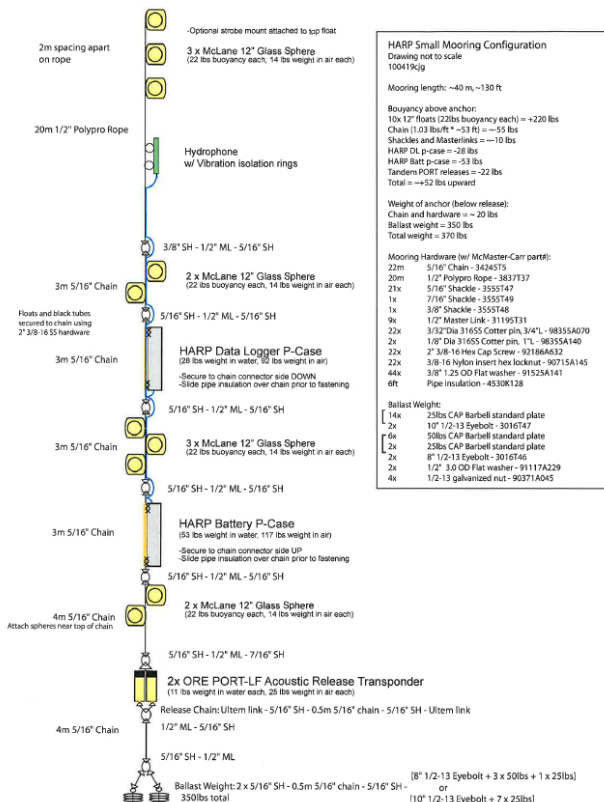 -Optional strobe mount attached to top float
2m spacing apart
on rope
3 x McLane 12" Glass Sphere
(22 lbs buoyancy each, 14 lbs weight in air each)
20m 1/2" Polypro Rope
Hydrophone
w/ Vibration isolation rings
3/8" SH - 1/2" ML - 5/16" SH
3m 5/16" Chain
2 x McLane 12" Glass Sphere
(22 lbs buoyancy each, 14 lbs weight in air each)
Floats and black tubes
secured to chain using
2" 3/8-16 SS hardware
5/16" SH - 1/2" ML - 5/16" SH
3m 5/16" Chain
HARP Data Logger P-Case
(28 lbs weight in water, 92 lbs weight in air)
-Secure to chain connector side DOWN
-Slide pipe insulation over chain prior to fastening
5/16" SH - 1/2" ML - 5/16" SH
3m 5/16" Chain
3 x McLane 12" Glass Sphere
(22 lbs buoyancy each, 14 lbs weight in air each)
5/16" SH - 1/2" ML - 5/16" SH
3m 5/16" Chain
HARP Battery P-Case
(53 lbs weight in water, 117 lbs weight in air)
-Secure to chain connector side UP
-Slide pipe insulation over chain prior to fastening
5/16" SH - 1/2" ML - 5/16" SH
4m 5/16" Chain
Attach spheres near top of chain
2 x McLane 12" Glass Sphere
(22 lbs buoyancy each, 14 lbs weight in air each)
5/16" SH - 1/2" ML - 7/16" SH
2x ORE PORT-LF Acoustic Release Transponder
(11 lbs weight in water each, 25 lbs weight in air each)
Release Chain: Ultem link - 5/16" SH - 0.5m 5/16" chain - 5/16" SH - Ultem link
4m 5/16" Chain
1/2" ML - 5/16" SH
5/16" SH - 1/2" ML
Ballast Weight: 2 x 5/16" SH - 0.5m 5/16" chain - 5/16" SH -
350lbs total
[8" 1/2-13 Eyebolt + 3 x 50lbs + 1 x 25lbs]
or
[10" 1/2-13 Eyebolt + 7 x 25lbs]
HARP Small Mooring Configuration
Drawing not to scale
100419cjg
Mooring length: ~40 m, ~130 ft
Bouyancy above anchor:
10x 12" floats (22lbs buoyancy each) = +220 lbs
Chain (1.03 lbs/ft * ~53 ft) = ~-55 lbs
Shackles and Masterlinks = ~-10 lbs
HARP DL p-case = -28 lbs
HARP Batt p-case = -53 lbs
Tandem PORT releases = -22 lbs
Total = ~+52 lbs upward
Weight of anchor (below release):
Chain and hardware = ~ 20 lbs
Ballast weight = 350 lbs
Total weight = 370 lbs
Mooring Hardware (w/ McMaster-Carr part#):
22m 5/16" Chain - 34245T5
20m 1/2" Polypro Rope - 3837T37
21x 5/16" Shackle - 3555T47
1x 7/16" Shackle - 3555T49
1x 3/8" Shackle - 3555T48
9x 1/2" Master Link - 31195T31
22x 3/32"Dia 316SS Cotter pin, 3/4"L - 98355A070
2x 1/8" Dia 316SS Cotter pin, 1"L - 98355A140
22x 2" 3/8-16 Hex Cap Screw - 92186A632
22x 3/8-16 Nylon insert hex locknut - 90715A145
44x 3/8" 1.25 OD Flat washer - 91525A141
6ft Pipe insulation - 4530K128
Ballast Weight:
14x 25lbs CAP Barbell standard plate
2x 10" 1/2-13 Eyebolt - 3016T47
6x 50lbs CAP Barbell standard plate
2x 25lbs CAP Barbell standard plate
2x 8" 1/2-13 Eyebolt - 3016T46
2x 1/2" 3.0 OD Flat washer - 91117A229
4x 1/2-13 galvanized nut - 90371A045